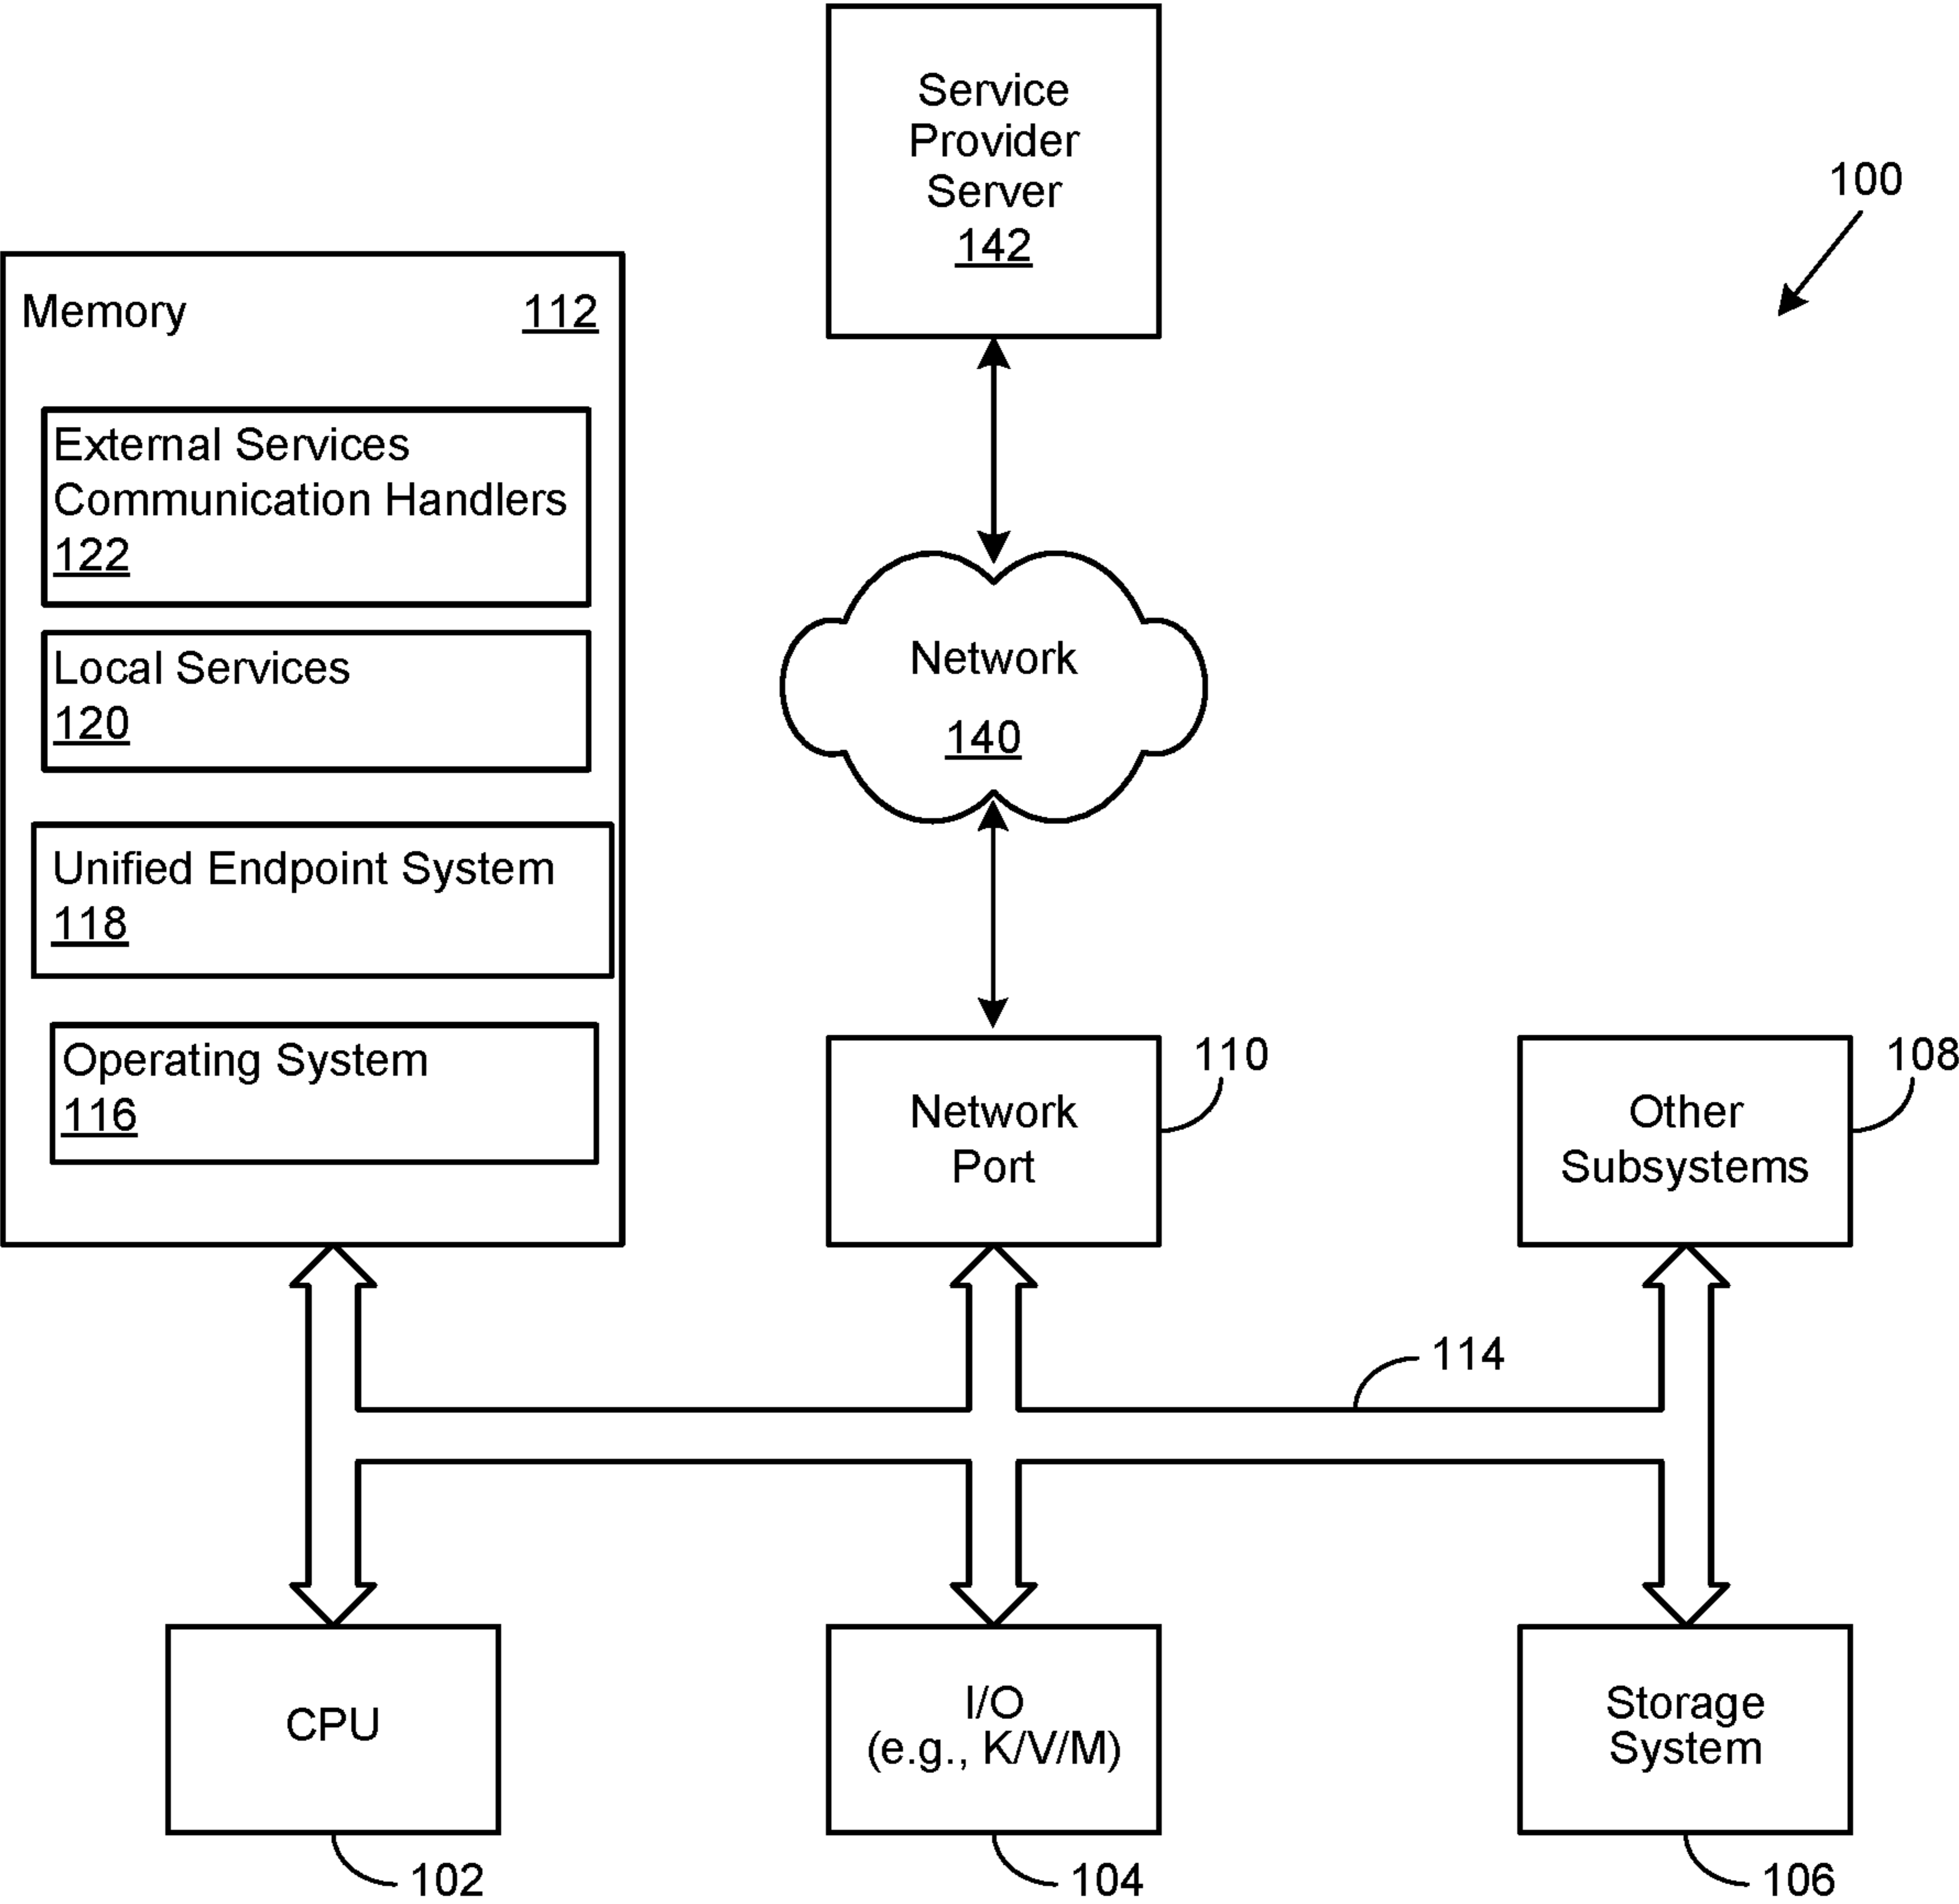 Service
Provider
Server
142
100
Memory 112
External Services
Communication Handlers
122
Local Services
120
Network
140
Unified Endpoint System
118
Operating System
116
Network
Port
110
Other
Subsystems
108
114
CPU
102
I/O
(e.g., K/V/M)
104
Storage
System
106